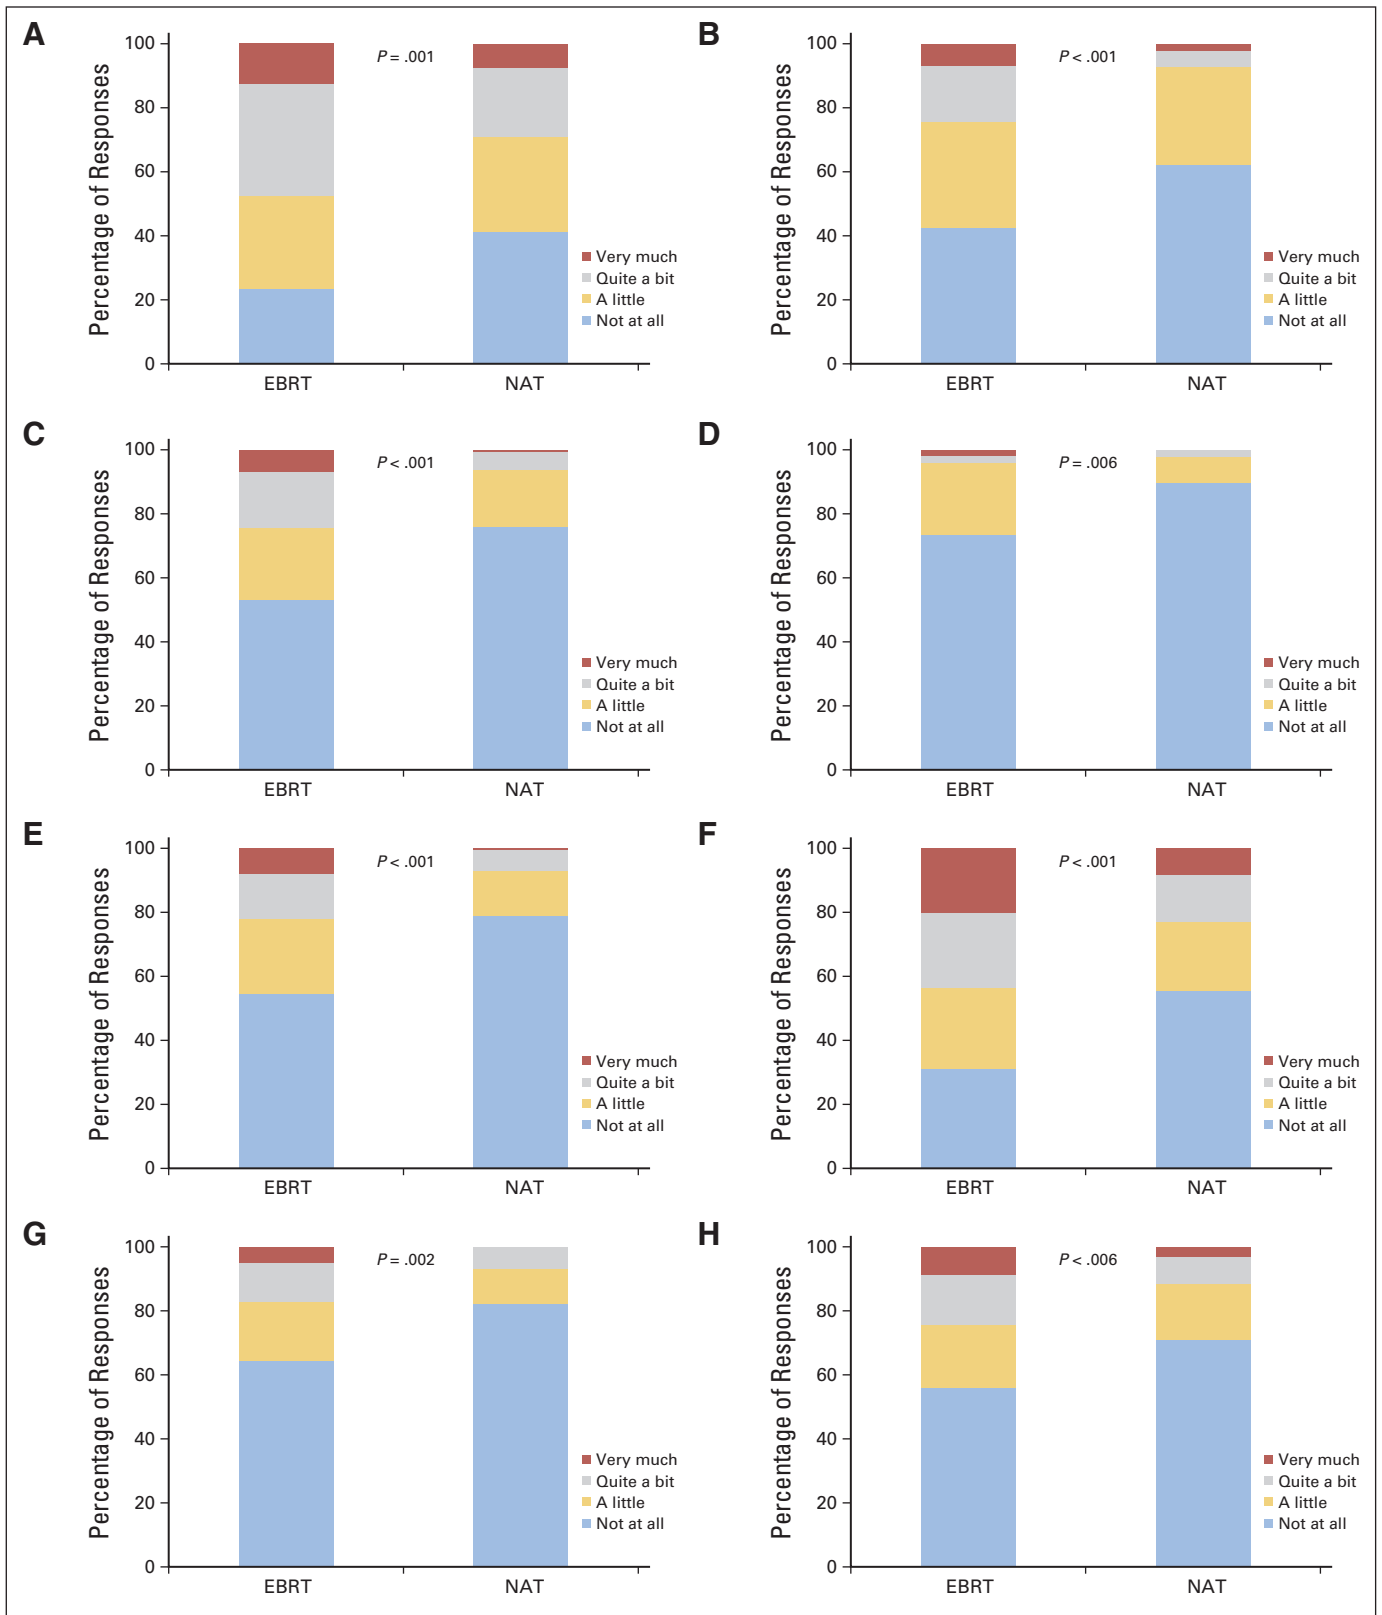 A
Percentage of Responses
100
80
60
40
20
0
P = .001
Very much
Quite a bit
A little
Not at all
EBRT NAT
B
Percentage of Responses
100
80
60
40
20
0
P < .001
Very much
Quite a bit
A little
Not at all
EBRT NAT
C
Percentage of Responses
100
80
60
40
20
0
P < .001
Very much
Quite a bit
A little
Not at all
EBRT NAT
D
Percentage of Responses
100
80
60
40
20
0
P = .006
Very much
Quite a bit
A little
Not at all
EBRT NAT
E
Percentage of Responses
100
80
60
40
20
0
P < .001
Very much
Quite a bit
A little
Not at all
EBRT NAT
F
Percentage of Responses
100
80
60
40
20
0
P < .001
Very much
Quite a bit
A little
Not at all
EBRT NAT
G
Percentage of Responses
100
80
60
40
20
0
P = .002
Very much
Quite a bit
A little
Not at all
EBRT NAT
H
Percentage of Responses
100
80
60
40
20
0
P < .006
Very much
Quite a bit
A little
Not at all
EBRT NAT